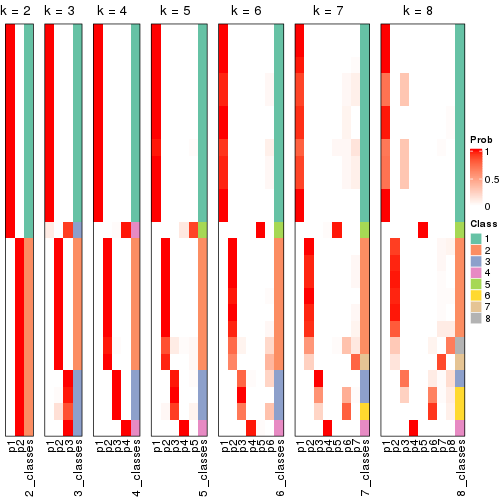 k = 2
k = 3
k = 4
k = 5
k = 6
k = 7
k = 8
Prob
1
0.5
0
Class
1
2
3
4
5
6
7
8
p1
p2
2_classes
p1
p2
p3
3_classes
p1
p2
p3
p4
4_classes
p1
p2
p3
p4
p5
5_classes
p1
p2
p3
p4
p5
p6
6_classes
p1
p2
p3
p4
p5
p6
p7
7_classes
p1
p2
p3
p4
p5
p6
p7
p8
8_classes